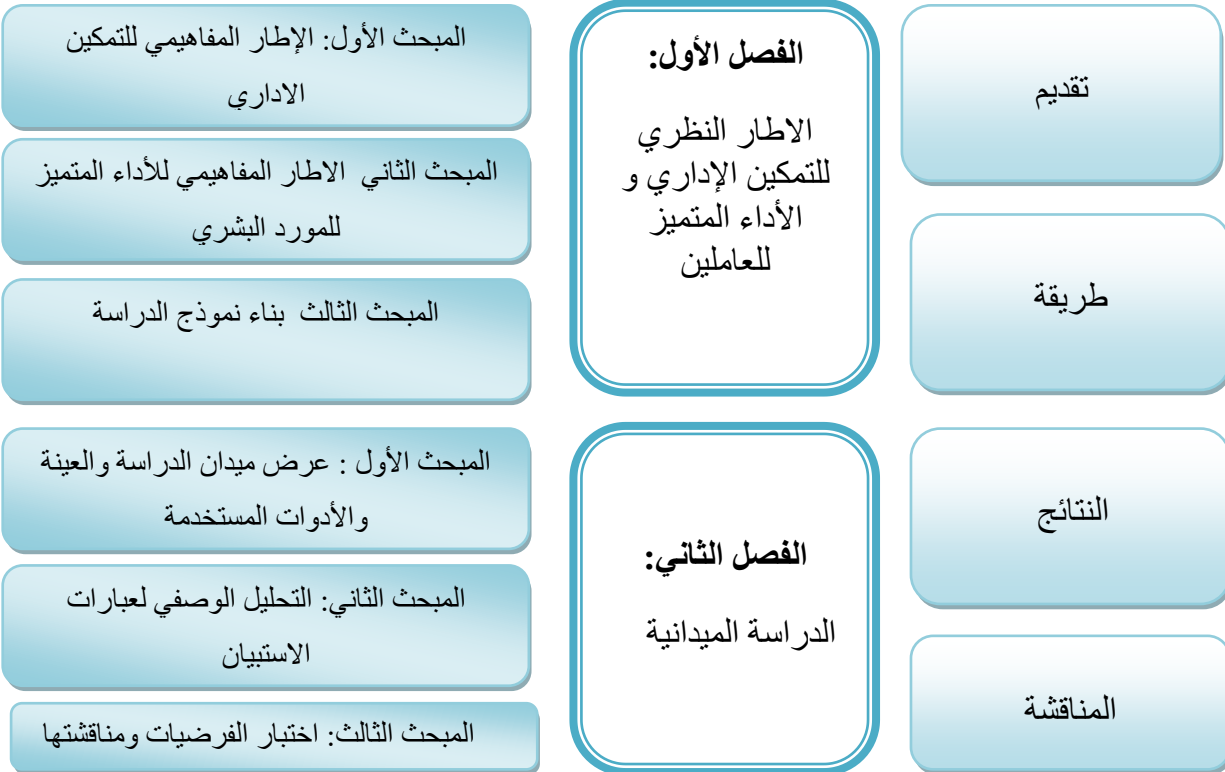 تقديم
طريقة
النتائج
المناقشة
الفصل الأول:
الاطار النظري
للتمكين الإداري و
الأداء المتميز
للعاملين
الفصل الثاني:
الدراسة الميدانية
المبحث الأول: الإطار المفاهيمي للتمكين
الاداري
المبحث الثاني الاطار المفاهيمي للأداء المتميز
للمورد البشري
المبحث الثالث بناء نموذج الدراسة
المبحث الأول : عرض ميدان الدراسة والعينة
والأدوات المستخدمة
المبحث الثاني: التحليل الوصفي لعبارات
الاستبيان
المبحث الثالث: اختبار الفرضيات ومناقشتها